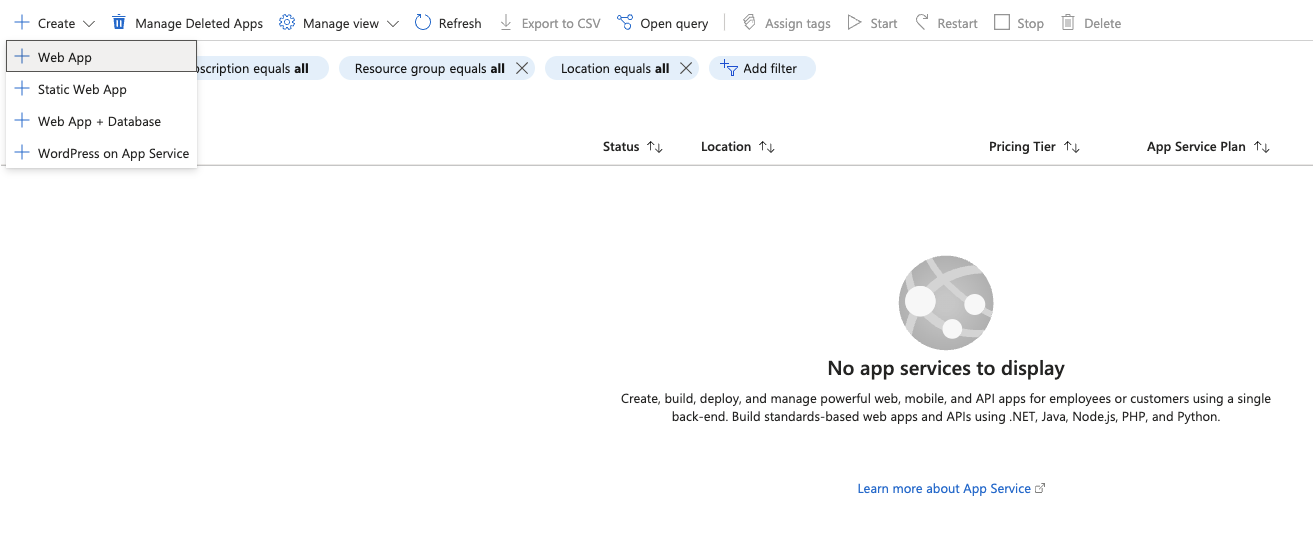 Create Manage Deleted Apps Manage view Refresh Export to CSV Open query Assign tags Start Restart Stop Delete
Web App
equals all Resource group equals all Location equals all Add filter
Static Web App
Web App + Database
WordPress on App Service
Status Location Pricing Tier App Service Plan
No app services to display
Create, build, deploy, and manage powerful web, mobile, and API apps for employees or customers using a single
back-end. Build standards-based web apps and APIs using .NET, Java, Node.js, PHP, and Python.
Learn more about App Service